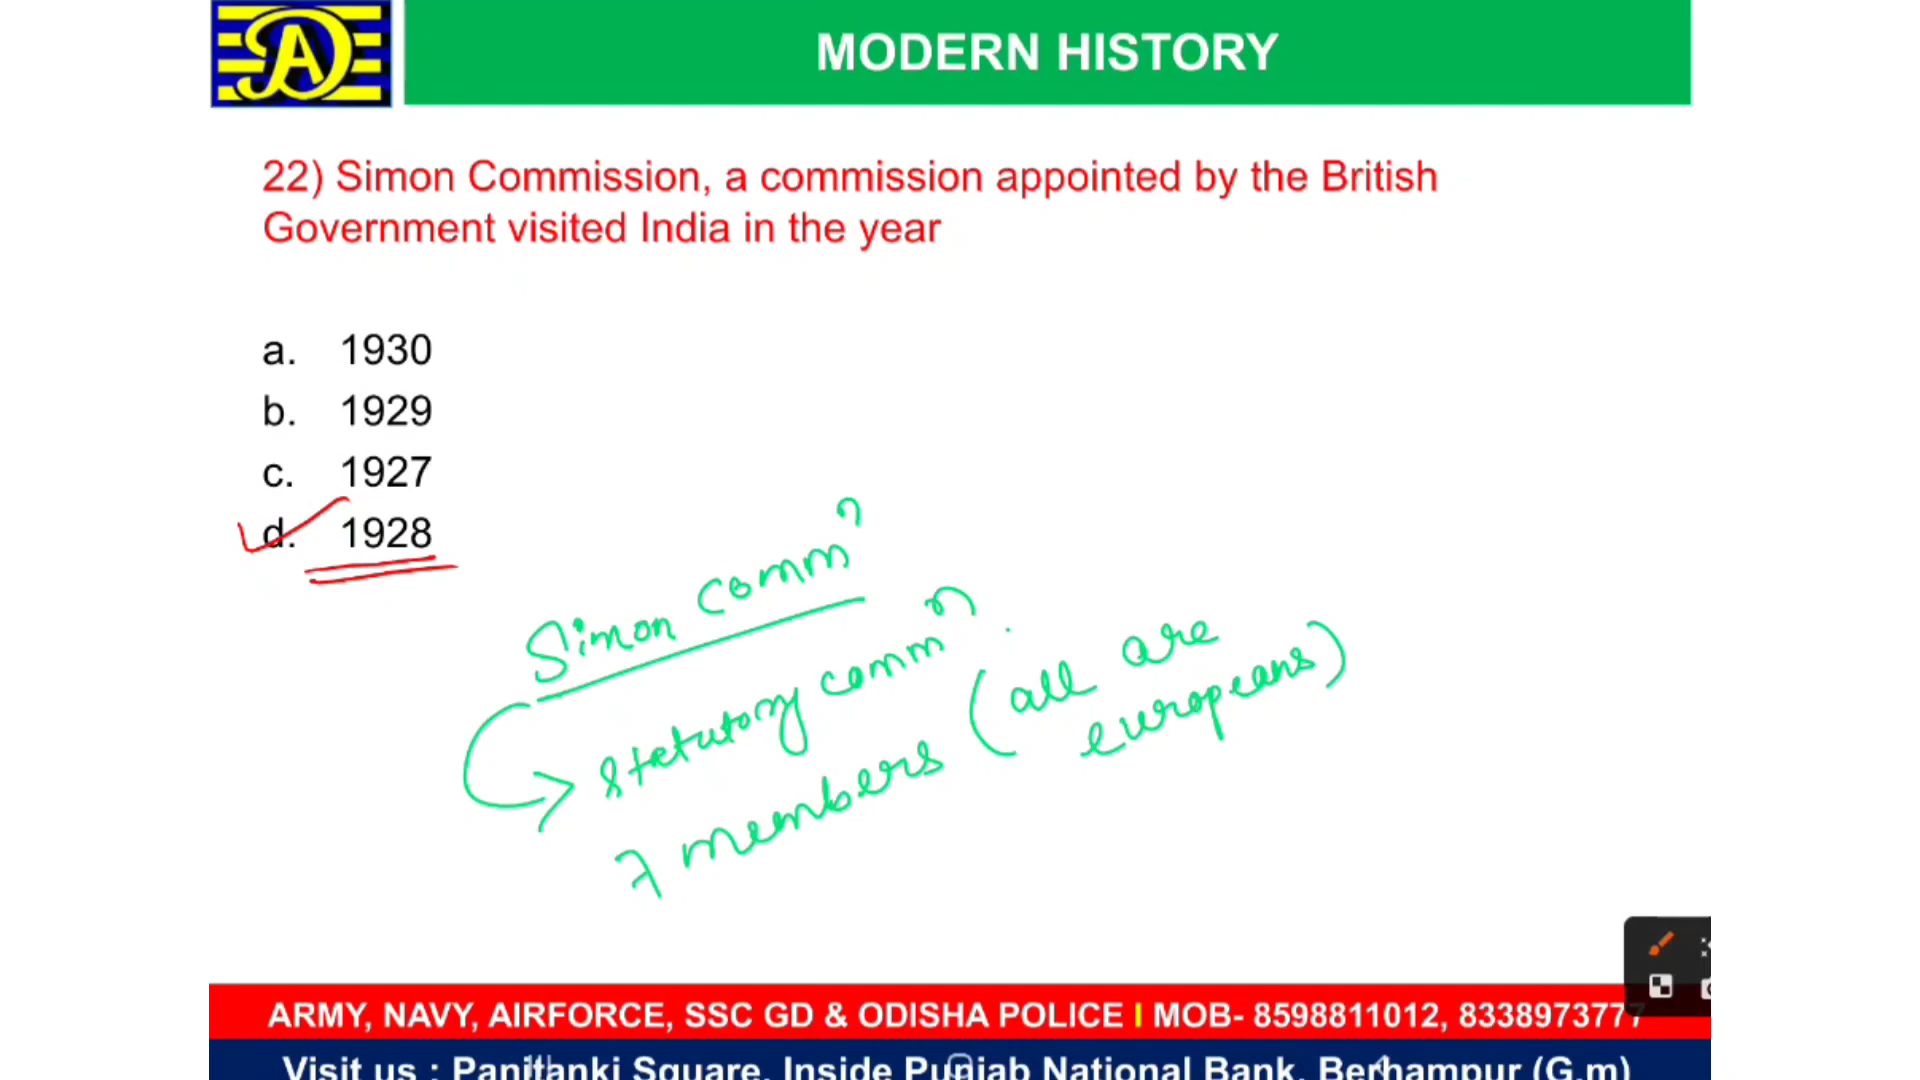 DA
MODERN HISTORY
22) Simon Commission, a commission appointed by the British
Government visited India in the year
a. 1930
b. 1929
c. 1927
d. 1928
Simon commⁿ
statutory commⁿ
7 members (all are
europeans)
ARMY, NAVY, AIRFORCE, SSC GD & ODISHA POLICE I MOB- 8598811012, 8338973777
Visit us : Panitanki Square, Inside Punjab National Bank, Berhampur (G.m)